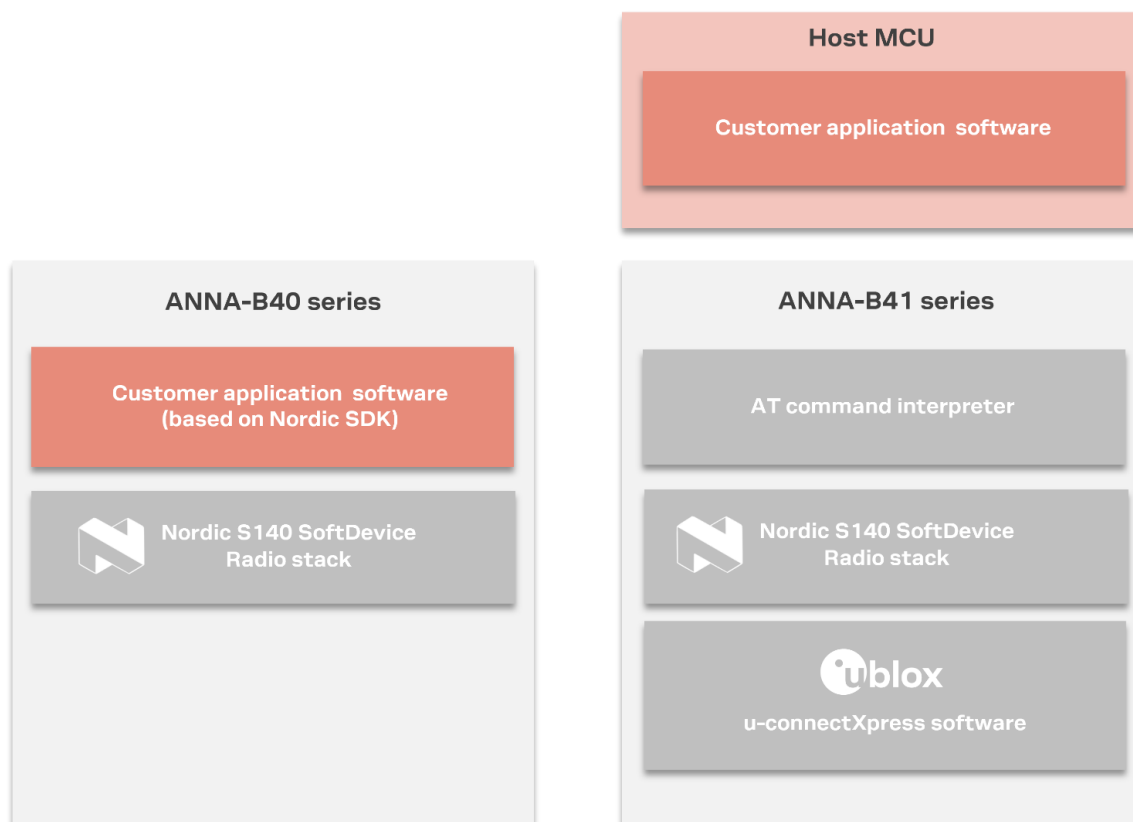 Host MCU
Customer application software
ANNA-B40 series
Customer application software
(based on Nordic SDK)
Nordic S140 SoftDevice
Radio stack
ANNA-B41 series
AT command interpreter
Nordic S140 SoftDevice
Radio stack
ublox
u-connectXpress software